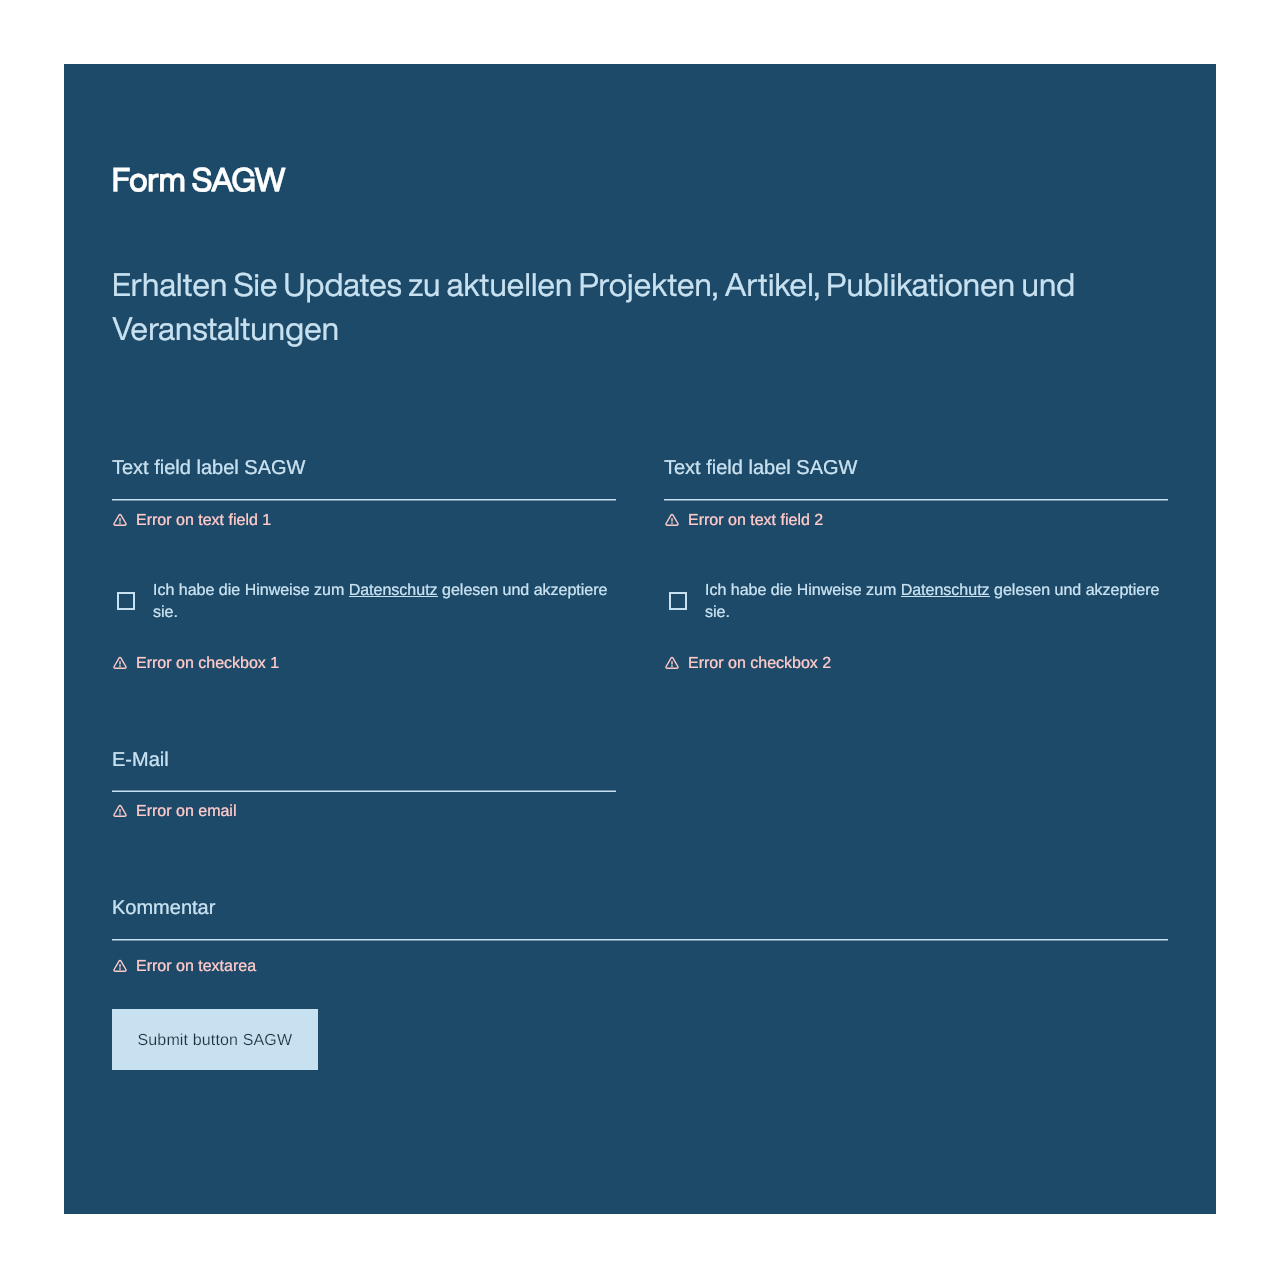 Form SAGW
Erhalten Sie Updates zu aktuellen Projekten, Artikel, Publikationen und
Veranstaltungen
Text field label SAGW
Text field label SAGW
Error on text field 1
Error on text field 2
Ich habe die Hinweise zum Datenschutz gelesen und akzeptiere
sie.
Ich habe die Hinweise zum Datenschutz gelesen und akzeptiere
sie.
Error on checkbox 1
Error on checkbox 2
E-Mail
Error on email
Kommentar
Error on textarea
Submit button SAGW